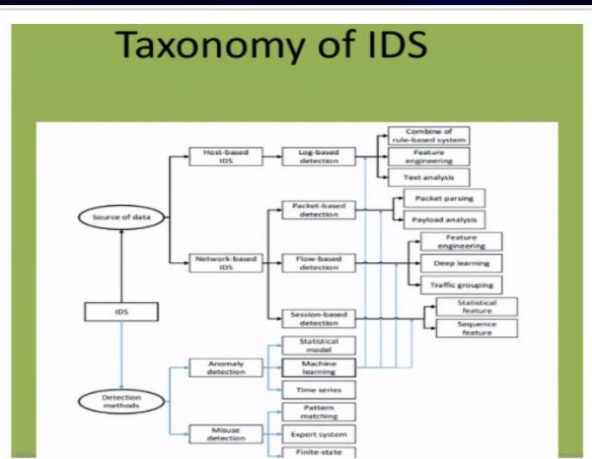 Taxonomy of IDS
Combine of
rule-based system
Host-based
IDS
Log-based
detection
Feature
engineering
Text analysis
Packet-based
detection
Packet parsing
Payload analysis
Source of data
Network-based
IDS
Flow-based
detection
Feature
engineering
Deep learning
Traffic grouping
IDS
Session-based
detection
Statistical
feature
Sequence
feature
Anomaly
detection
Statistical
model
Machine
learning
Time series
Detection
methods
Misuse
detection
Pattern
matching
Expert system
Finite-state